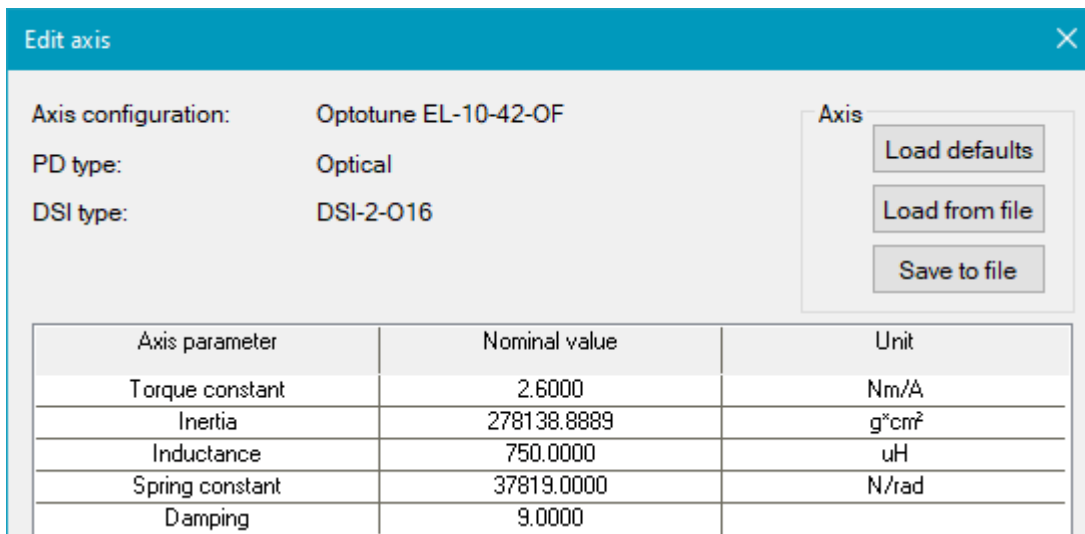 Edit axis
Axis configuration: Optotune EL-10-42-OF
PD type: Optical
DSI type: DSI-2-O16
Axis
Load defaults
Load from file
Save to file
Axis parameter Nominal value Unit
Torque constant 2.6000 Nm/A
Inertia 278138.8889 g*cm²
Inductance 750.0000 uH
Spring constant 37819.0000 N/rad
Damping 9.0000